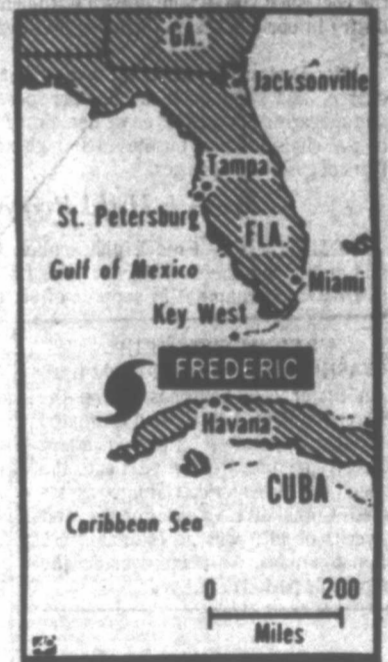 GA.
Jacksonville
Tampa
St. Petersburg
FLA.
Gulf of Mexico
Miami
Key West
FREDERIC
Havana
CUBA
Caribbean Sea
0 200
Miles